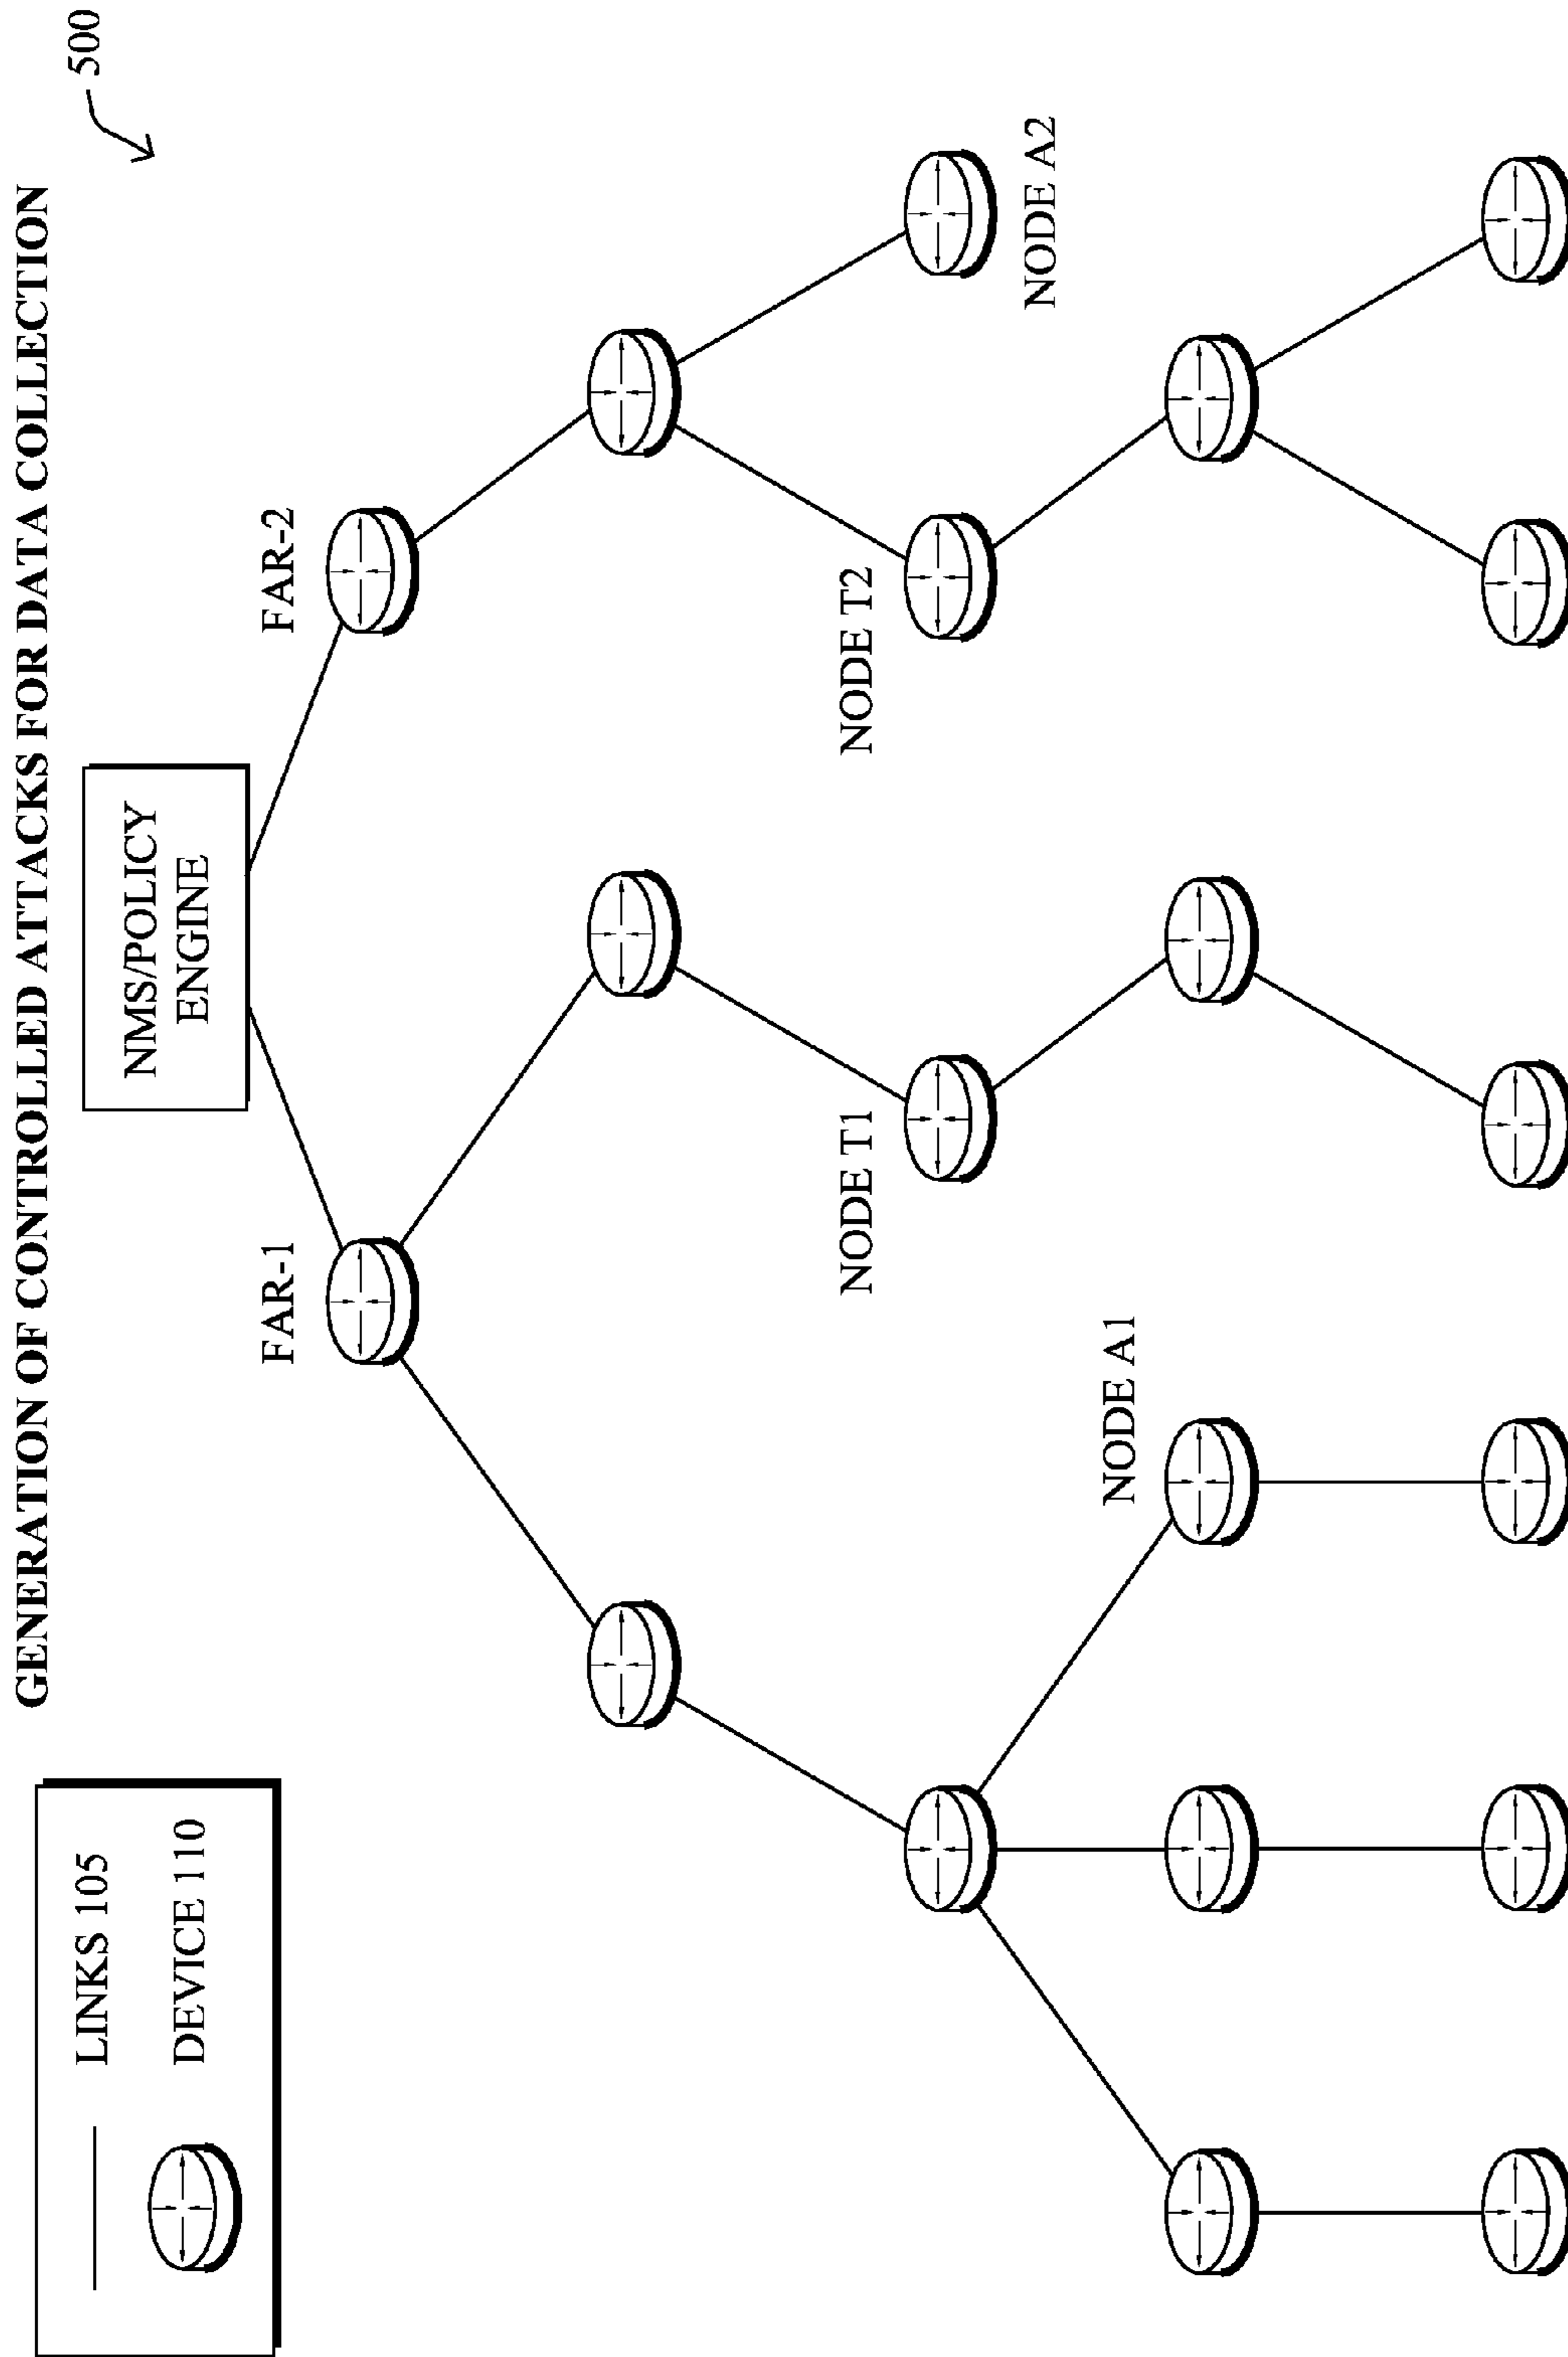 GENERATION OF CONTROLLED ATTACKS FOR DATA COLLECTION
500
LINKS 105
DEVICE 110
NMS/POLICY
ENGINE
FAR-1
FAR-2
NODE T1
NODE T2
NODE A1
NODE A2